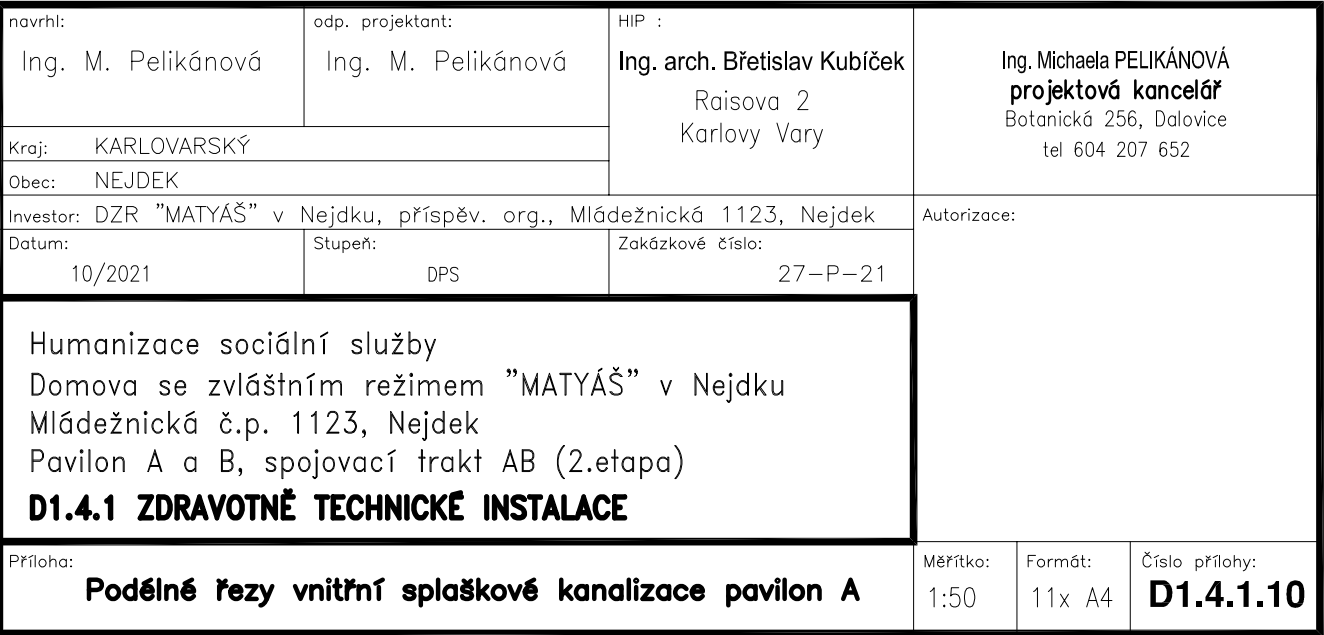 navrhl:
Ing. M. Pelikánová
odp. projektant:
Ing. M. Pelikánová
HIP :
Ing. arch. Břetislav Kubíček
Raisova 2
Karlovy Vary
Ing. Michaela PELIKÁNOVÁ
projektová kancelář
Botanická 256, Dalovice
tel 604 207 652
Kraj: KARLOVARSKÝ
Obec: NEJDEK
Investor: DZR "MATYÁŠ" v Nejdku, příspěv. org., Mládežnická 1123, Nejdek
Autorizace:
Datum:
10/2021
Stupeň:
DPS
Zakázkové číslo:
27-P-21
Humanizace sociální služby
Domova se zvláštním režimem "MATYÁŠ" v Nejdku
Mládežnická č.p. 1123, Nejdek
Pavilon A a B, spojovací trakt AB (2.etapa)
D1.4.1 ZDRAVOTNĚ TECHNICKÉ INSTALACE
Příloha:
Podélné řezy vnitřní splaškové kanalizace pavilon A
Měřítko:
1:50
Formát:
11x A4
Číslo přílohy:
D1.4.1.10